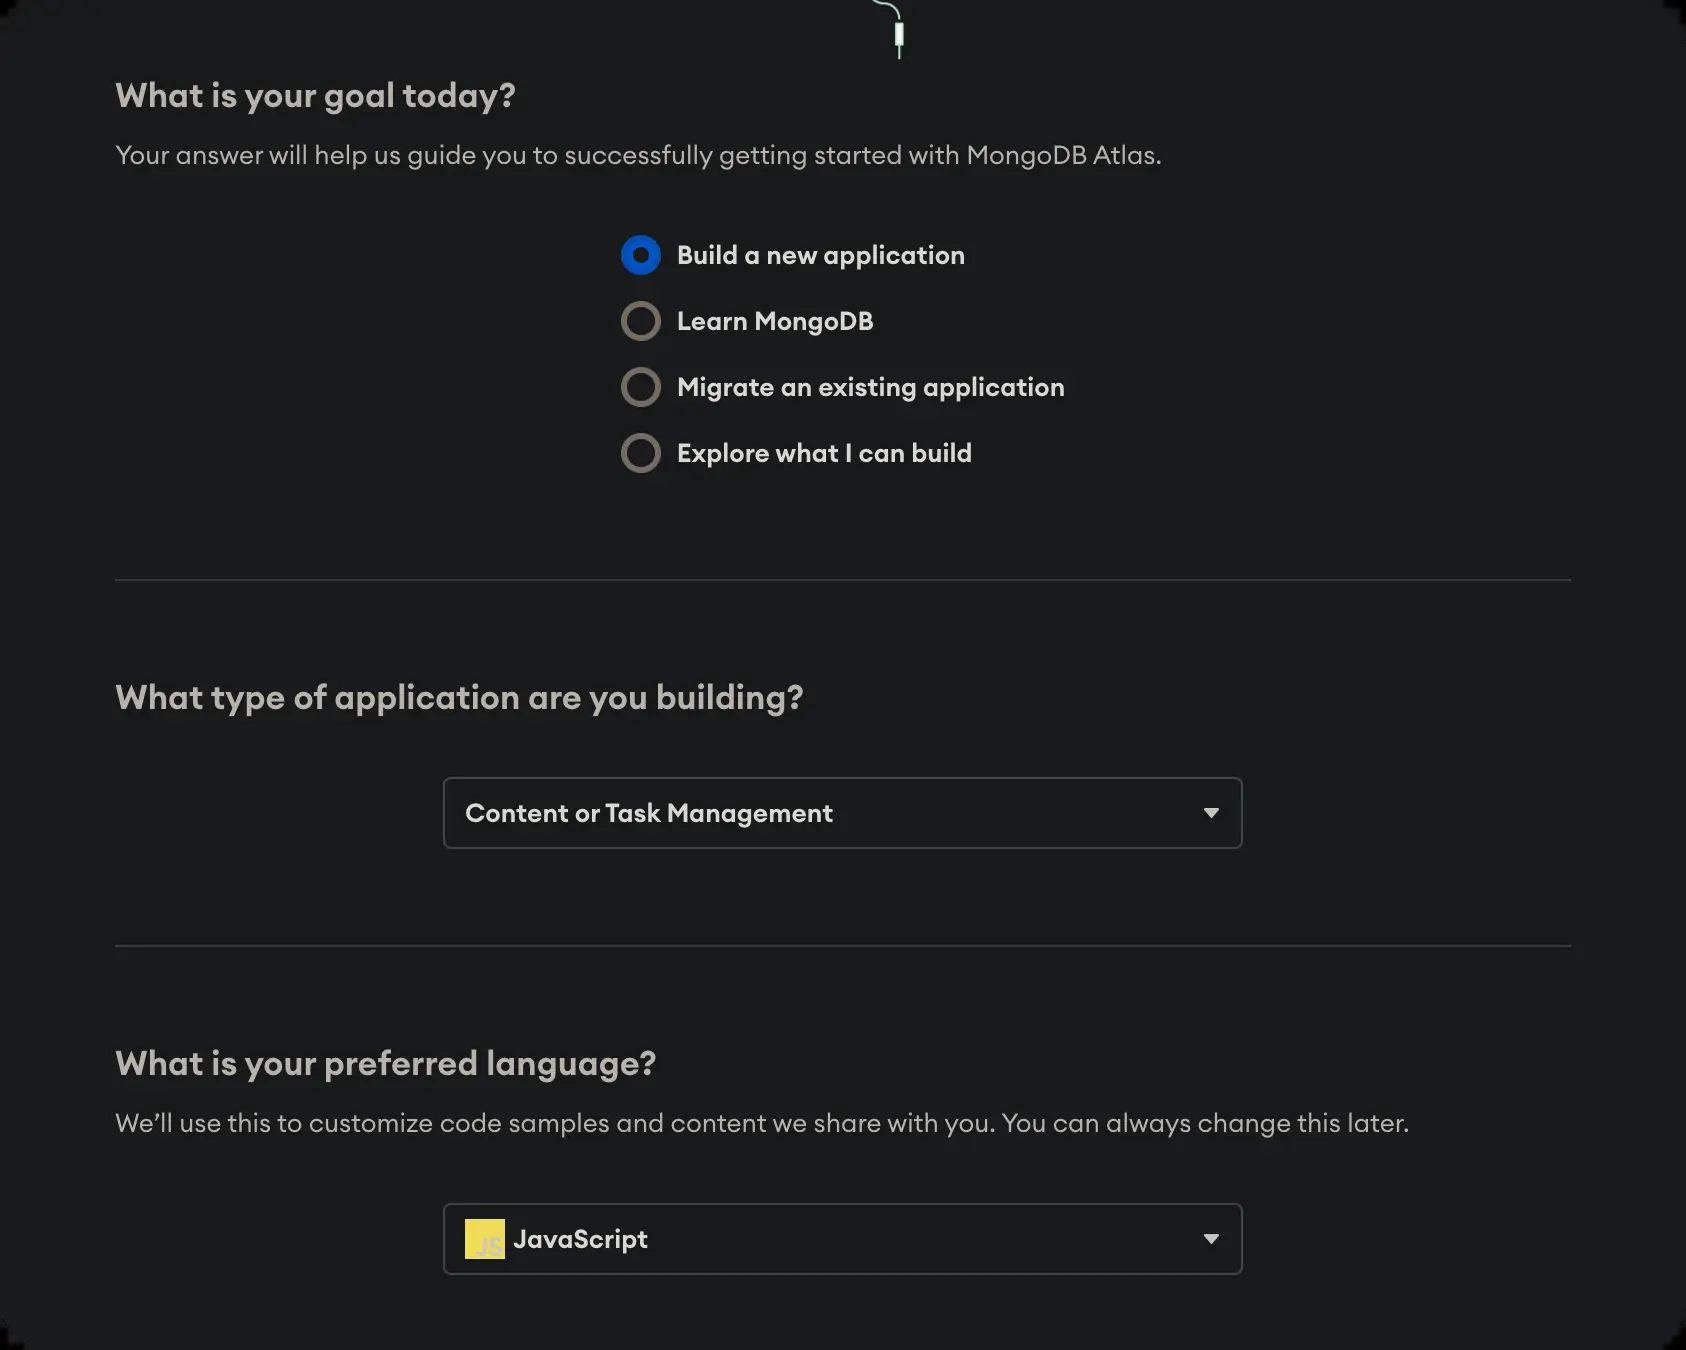 What is your goal today?
Your answer will help us guide you to successfully getting started with MongoDB Atlas.
Build a new application
Learn MongoDB
Migrate an existing application
Explore what I can build
What type of application are you building?
Content or Task Management
What is your preferred language?
We’ll use this to customize code samples and content we share with you. You can always change this later.
JS JavaScript